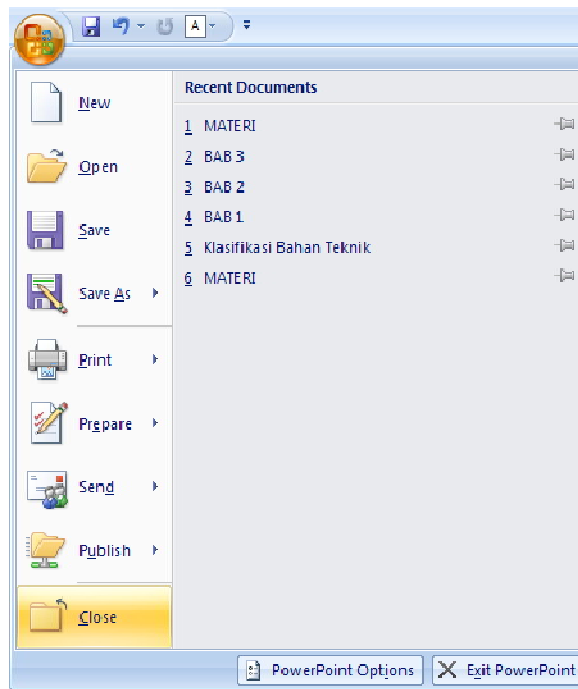 A
New
Open
Save
Save As
Print
Prepare
Send
Publish
Close
Recent Documents
1 MATERI
2 BAB 3
3 BAB 2
4 BAB 1
5 Klasifikasi Bahan Teknik
6 MATERI
PowerPoint Options
Exit PowerPoint